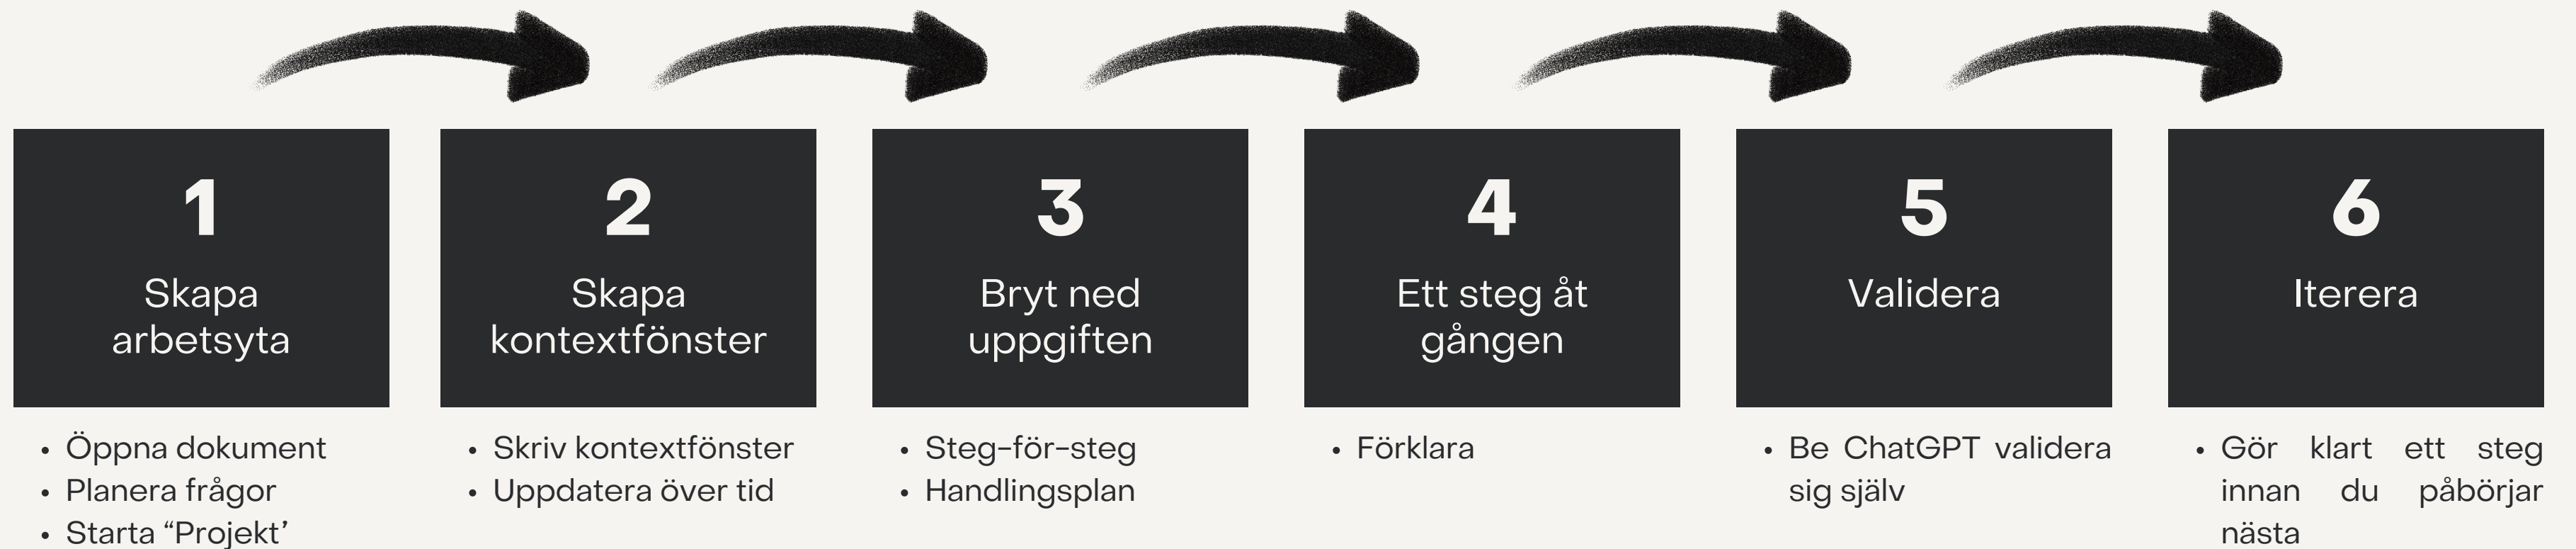 1
Skapa
arbetsyta
• Öppna dokument
• Planera frågor
• Starta “Projekt’
2
Skapa
kontextfönster
• Skriv kontextfönster
• Uppdatera över tid
3
Bryt ned
uppgiften
• Steg-för-steg
• Handlingsplan
4
Ett steg åt
gången
• Förklara
5
Validera
• Be ChatGPT validera
sig själv
6
Iterera
• Gör klart ett steg
innan du påbörjar
nästa